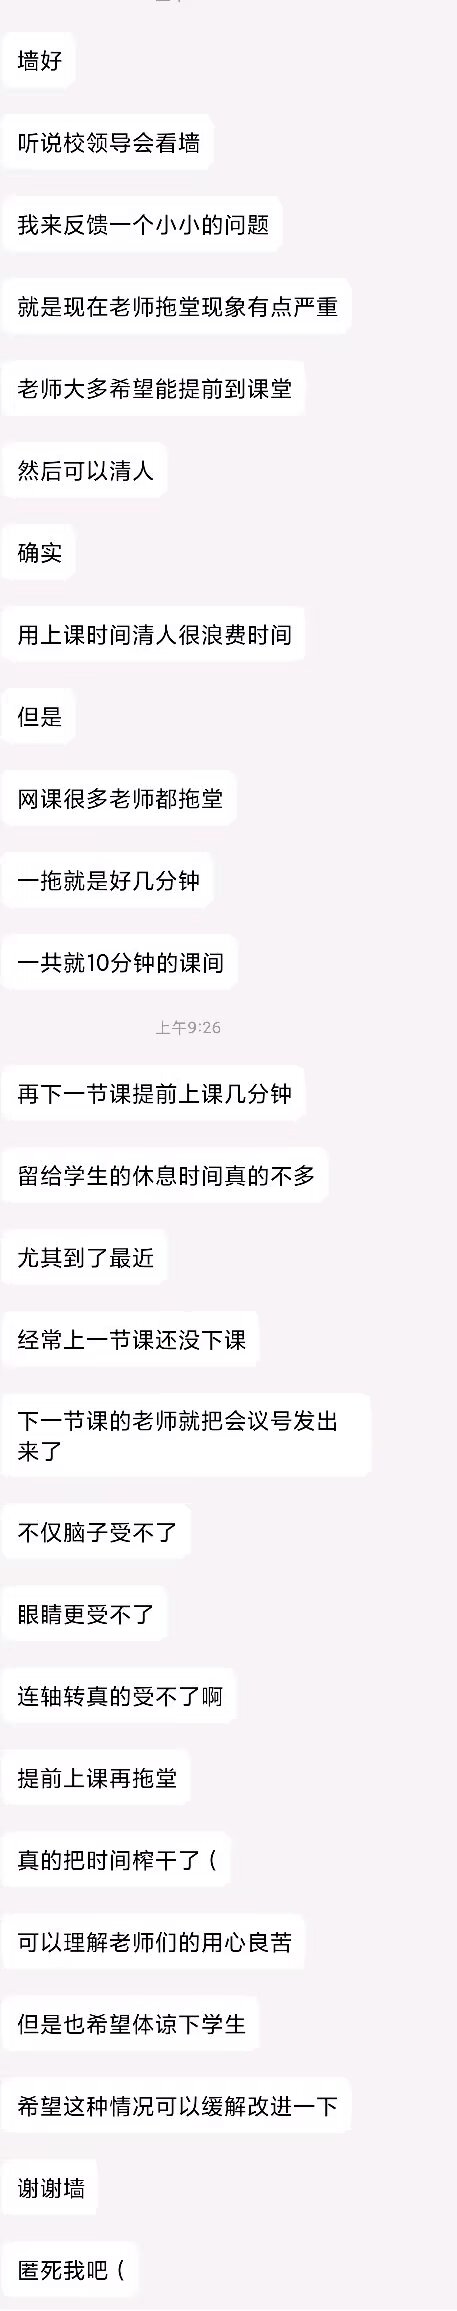 墙好
听说校领导会看墙
我来反馈一个小小的问题
就是现在老师拖堂现象有点严重
老师大多希望能提前到课堂
然后可以清人
确实
用上课时间清人很浪费时间
但是
网课很多老师都拖堂
一拖就是好几分钟
一共就10分钟的课间
上午9:26
再下一节课提前上课几分钟
留给学生的休息时间真的不多
尤其到了最近
经常上一节课还没下课
下一节课的老师就把会议号发出
来了
不仅脑子受不了
眼睛更受不了
连轴转真的受不了啊
提前上课再拖堂
真的把时间榨干了（
可以理解老师们的用心良苦
但是也希望体谅下学生
希望这种情况可以缓解改进一下
谢谢墙
匿死我吧（